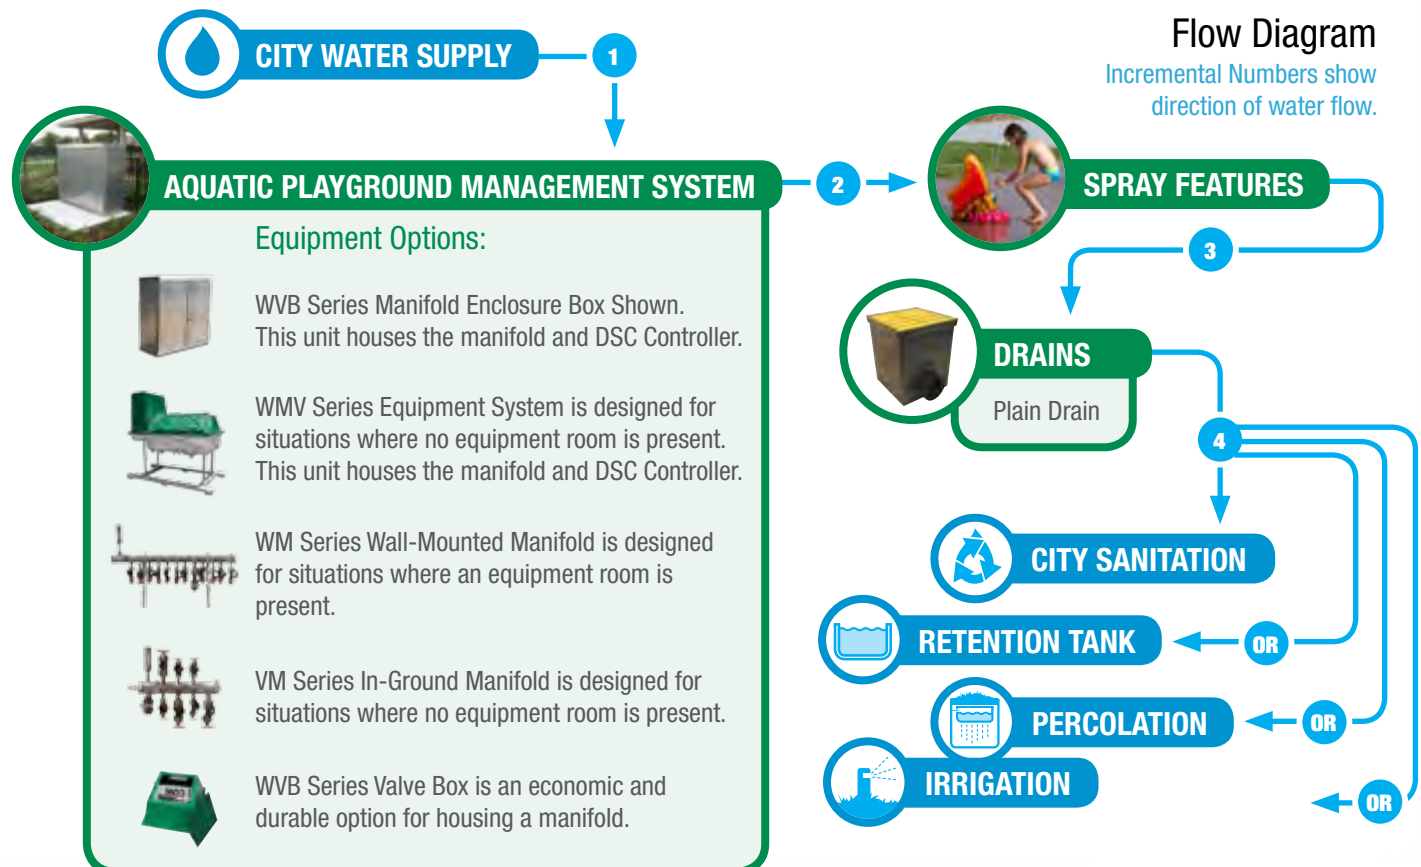 Flow Diagram
Incremental Numbers show
direction of water flow.
CITY WATER SUPPLY
1
AQUATIC PLAYGROUND MANAGEMENT SYSTEM
2
SPRAY FEATURES
3
Equipment Options:
WVB Series Manifold Enclosure Box Shown.
This unit houses the manifold and DSC Controller.
WMV Series Equipment System is designed for
situations where no equipment room is present.
This unit houses the manifold and DSC Controller.
WM Series Wall-Mounted Manifold is designed
for situations where an equipment room is
present.
VM Series In-Ground Manifold is designed for
situations where no equipment room is present.
WVB Series Valve Box is an economic and
durable option for housing a manifold.
DRAINS
Plain Drain
4
CITY SANITATION
RETENTION TANK
OR
PERCOLATION
OR
IRRIGATION
OR